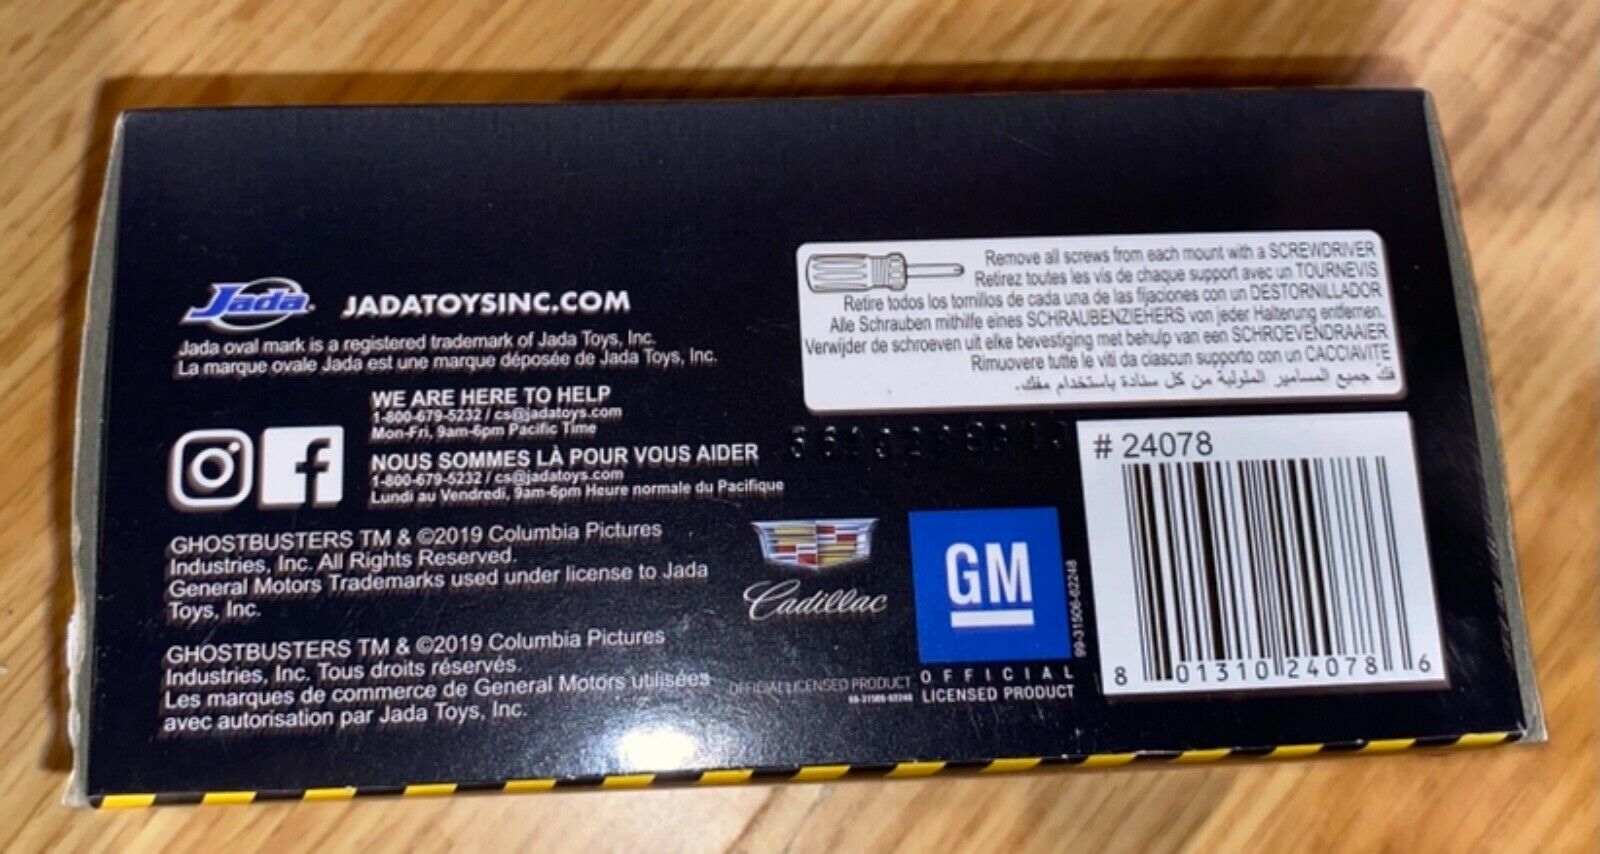 Jada JADATOYSINC.COM
Jada oval mark is a registered trademark of Jada Toys, Inc.
La marque ovale Jada est une marque déposée de Jada Toys, Inc.
WE ARE HERE TO HELP
1-800-679-5232 / cs@jadatoys.com
Mon-Fri, 9am-6pm Pacific Time
NOUS SOMMES LÀ POUR VOUS AIDER
1-800-679-5232 / cs@jadatoys.com
Lundi au Vendredi, 9am-6pm Heure normale du Pacifique
GHOSTBUSTERS TM & ©2019 Columbia Pictures
Industries, Inc. All Rights Reserved.
General Motors Trademarks used under license to Jada
Toys, Inc.
GHOSTBUSTERS TM & ©2019 Columbia Pictures
Industries, Inc. Tous droits réservés.
Les marques de commerce de General Motors utilisées
avec autorisation par Jada Toys, Inc.
Remove all screws from each mount with a SCREWDRIVER
Retirez toutes les vis de chaque support avec un TOURNEVIS
Retire todos los tornillos de cada una de las fijaciones con un DESTORNILLADOR
Alle Schrauben mithilfe eines SCHRAUBENZIEHERS von jeder Halterung entfernen.
Verwijder de schroeven uit elke bevestiging met behulp van een SCHROEVENDRAAIER
Rimuovere tutte le viti da ciascun supporto con un CACCIAVITE
فك جميع المسامير الملولبة من كل سنادة باستخدام مفك.
Cadillac
OFFICIAL LICENSED PRODUCT
99-31506-62248
GM
OFFICIAL
LICENSED PRODUCT
99-31506-62248
# 24078
8 01310 24078 6